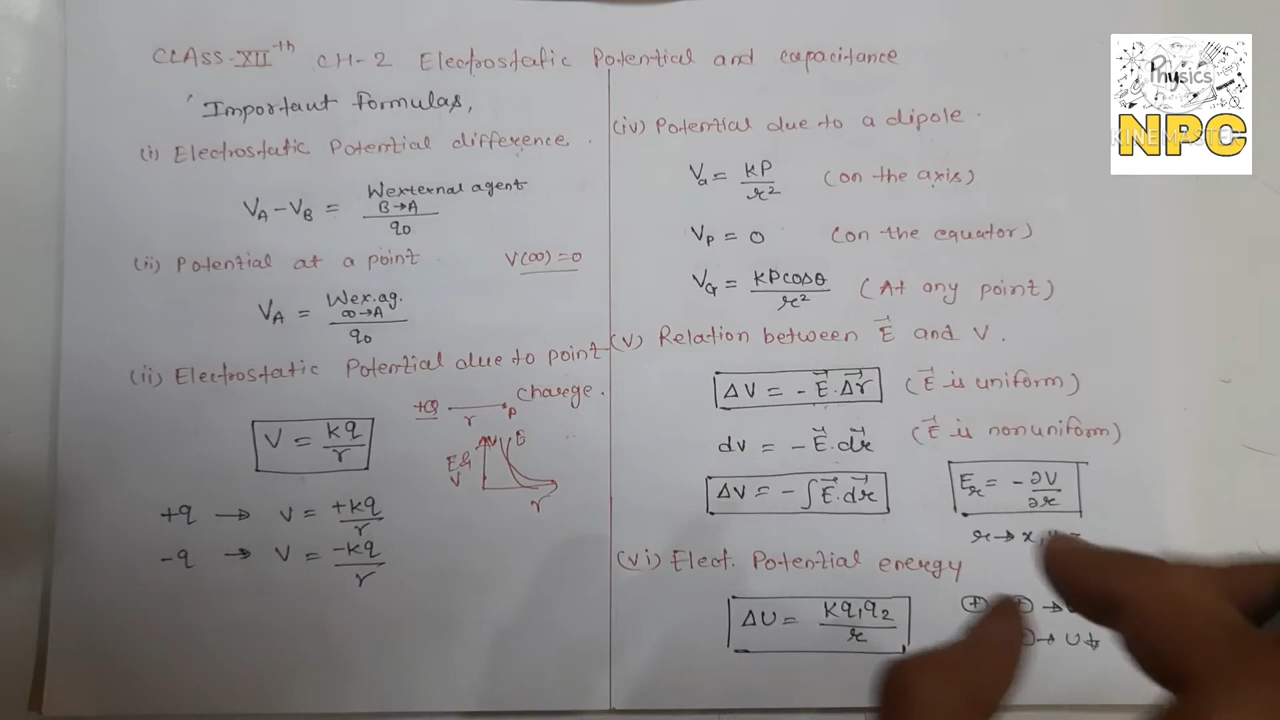 CLASS-XIIth CH-2 Electrostatic Potential and capacitance
Important formulas,
(i) Electrostatic Potential difference.
VA-VB = Wexternal agent B→A / q0
(ii) Potential at a point V(∞)=0
VA = Wex.ag. ∞→A / q0
(ii) Electrostatic Potential due to point
charge.
+Q r P
V = kq/r
E & V V E r
+q → V = +kq/r
-q → V = -kq/r
(iv) Potential due to a dipole.
Va = KP/r² (on the axis)
VP = 0 (on the equator)
VQ = KPcosθ/r² (At any point)
(V) Relation between E⃗ and V.
ΔV = -E⃗.Δr⃗ (E⃗ is uniform)
dv = -E⃗.dr⃗ (E⃗ is nonuniform)
ΔV = -∫E⃗.dr⃗ Er = -∂V/∂r
r→x
(vi) Elect. Potential energy
ΔU = Kq1q2/r + + →
→ U
Physics
KINE MASTER
NPC